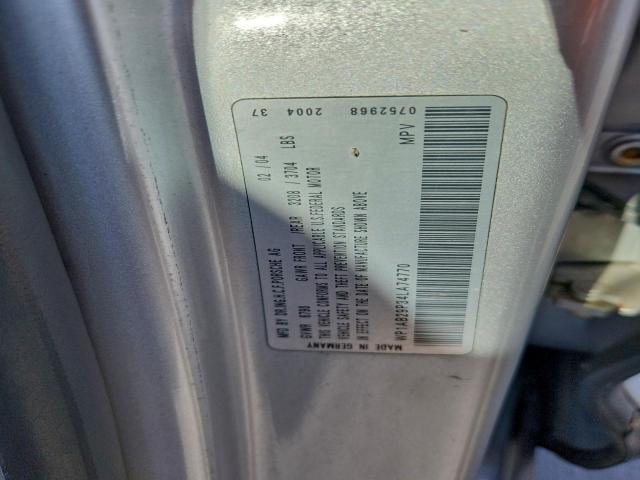 MFD BY DR.ING.H.C.F.PORSCHE AG 02 / 04
GVWR 6790 GAWR FRONT /REAR 3208 / 3704 LBS
THIS VEHICLE CONFORMS TO ALL APPLICABLE U.S.FEDERAL MOTOR
VEHICLE SAFETY AND THEFT PREVENTION STANDARDS
IN EFFECT ON THE DATE OF MANUFACTURE SHOWN ABOVE
37 2004 0752968
MADE IN GERMANY
WP1AB29P34LA74770 MPV